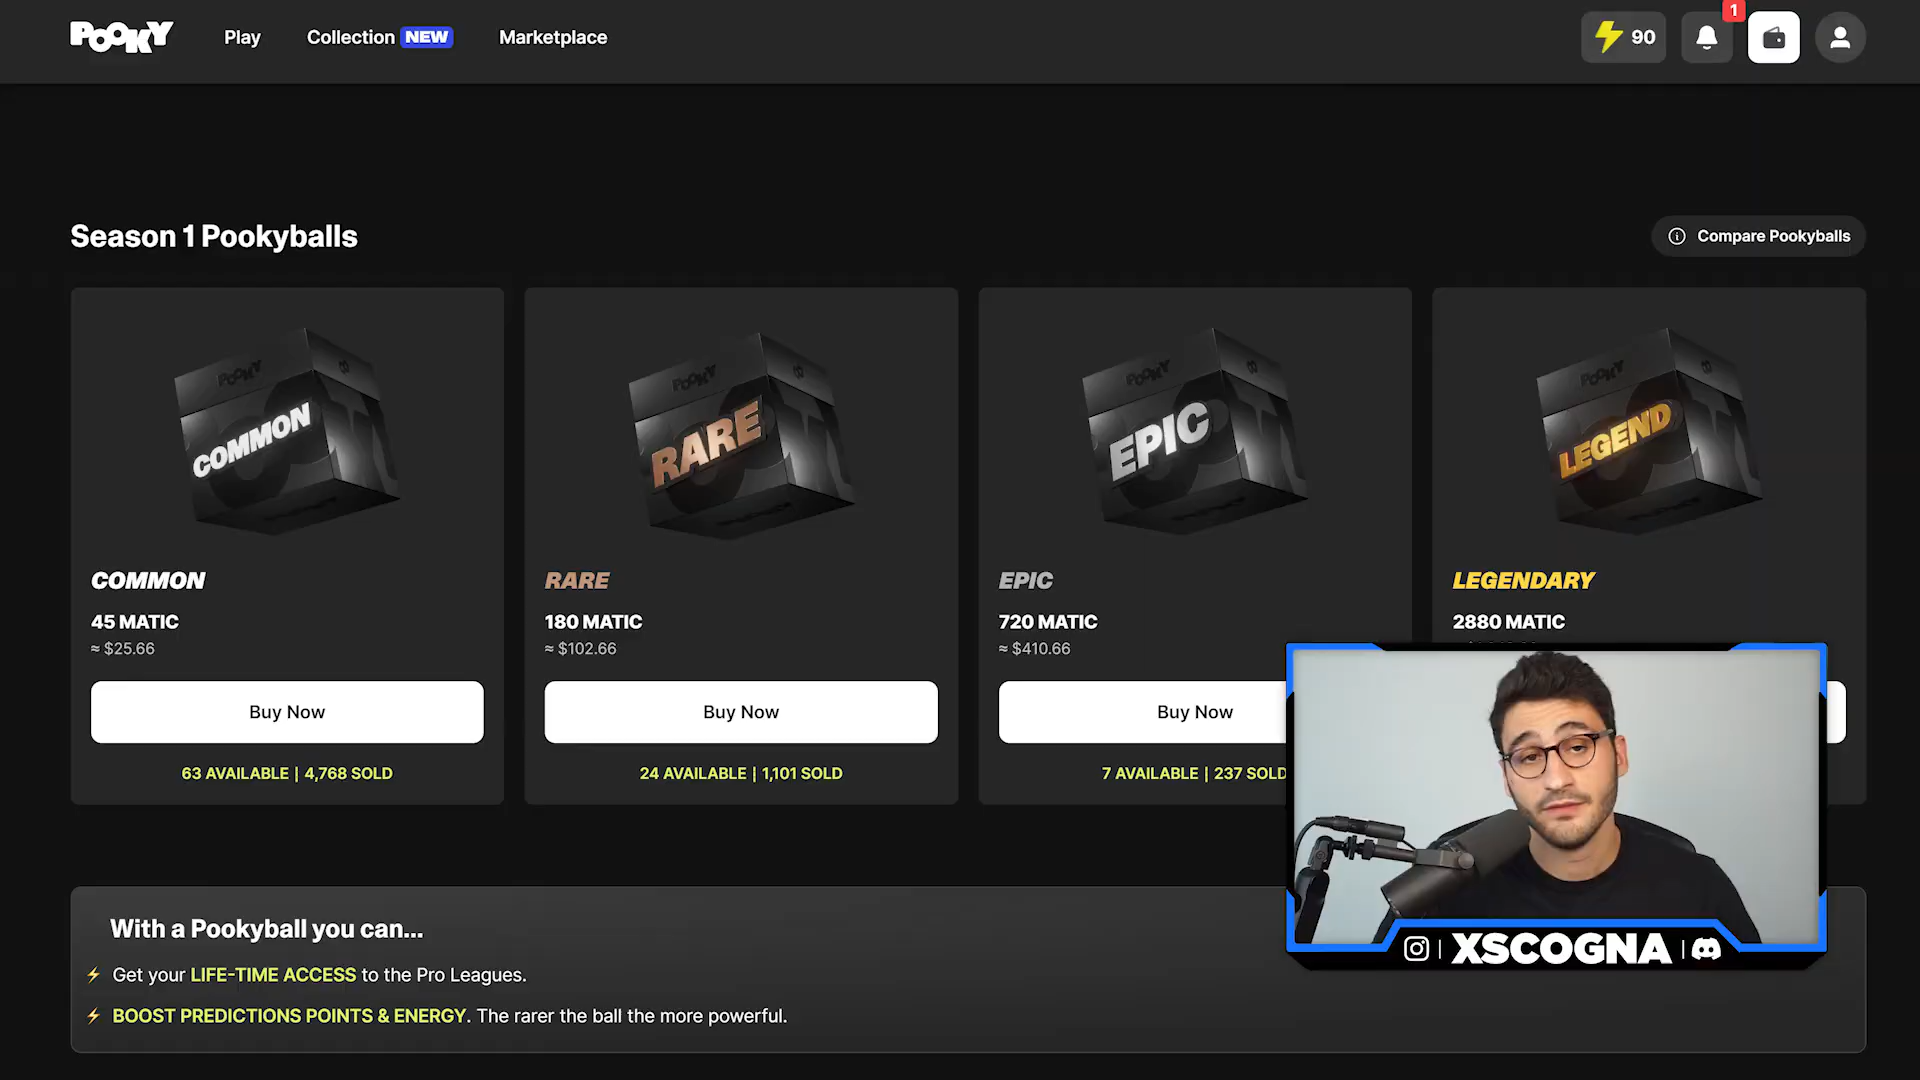 POOKY
Play
Collection NEW
Marketplace
90
1
Season 1 Pookyballs
Compare Pookyballs
POOKY
COMMON
POOKY
RARE
POOKY
EPIC
POOKY
LEGEND
COMMON
45 MATIC
≈ $25.66
Buy Now
63 AVAILABLE | 4,768 SOLD
RARE
180 MATIC
≈ $102.66
Buy Now
24 AVAILABLE | 1,101 SOLD
EPIC
720 MATIC
≈ $410.66
Buy Now
7 AVAILABLE | 237 SOLD
LEGENDARY
2880 MATIC
With a Pookyball you can...
Get your LIFE-TIME ACCESS to the Pro Leagues.
BOOST PREDICTIONS POINTS & ENERGY. The rarer the ball the more powerful.
XSCOGNA